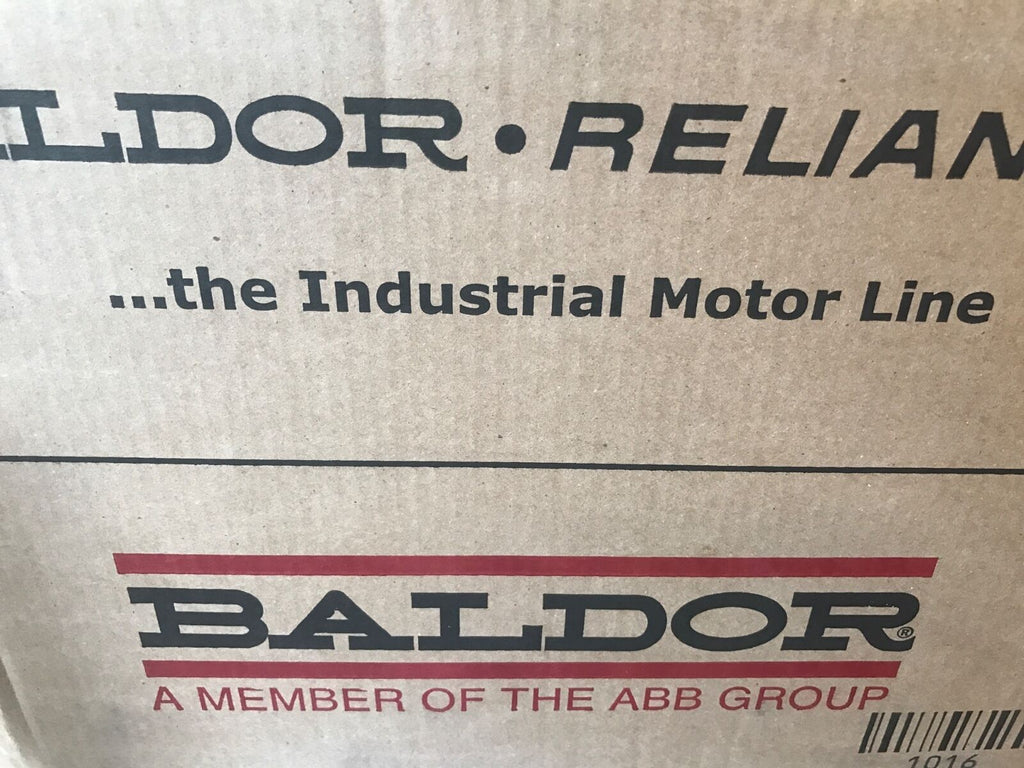 LDOR • RELIAN
...the Industrial Motor Line
BALDOR®
A MEMBER OF THE ABB GROUP
1016